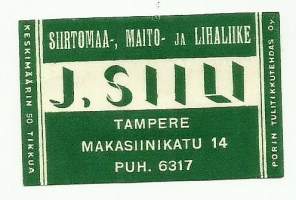 KESKIMÄÄRIN 50 TIKKUA
SIIRTOMAA-, MAITO- JA LIHALIIKE
J. SIILI
TAMPERE
MAKASIINIKATU 14
PUH. 6317
PORIN TULITIKKUTEHDAS Oy.